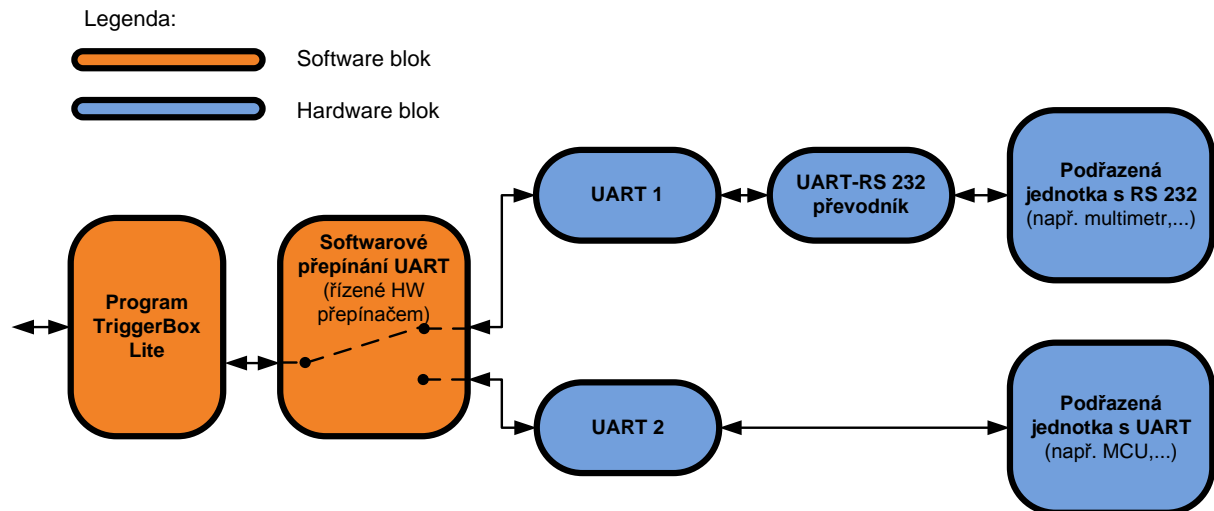 Legenda:
Software blok
Hardware blok
Program
TriggerBox
Lite
Softwarové
přepínání UART
(řízené HW
přepínačem)
UART 1
UART-RS 232
převodník
Podřazená
jednotka s RS 232
(např. multimetr,...)
UART 2
Podřazená
jednotka s UART
(např. MCU,...)